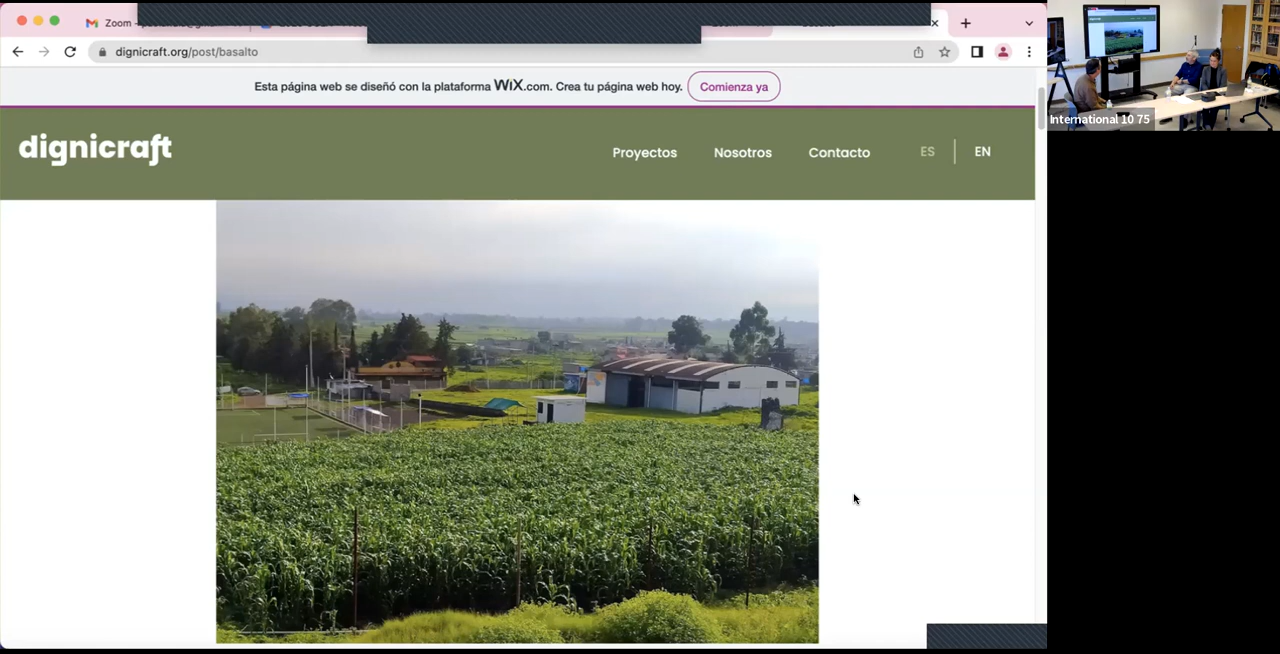 Zoom
dignicraft.org/post/basalto
Esta página web se diseñó con la plataforma WiX.com. Crea tu página web hoy.
Comienza ya
dignicraft
Proyectos
Nosotros
Contacto
ES
EN
International 10 75